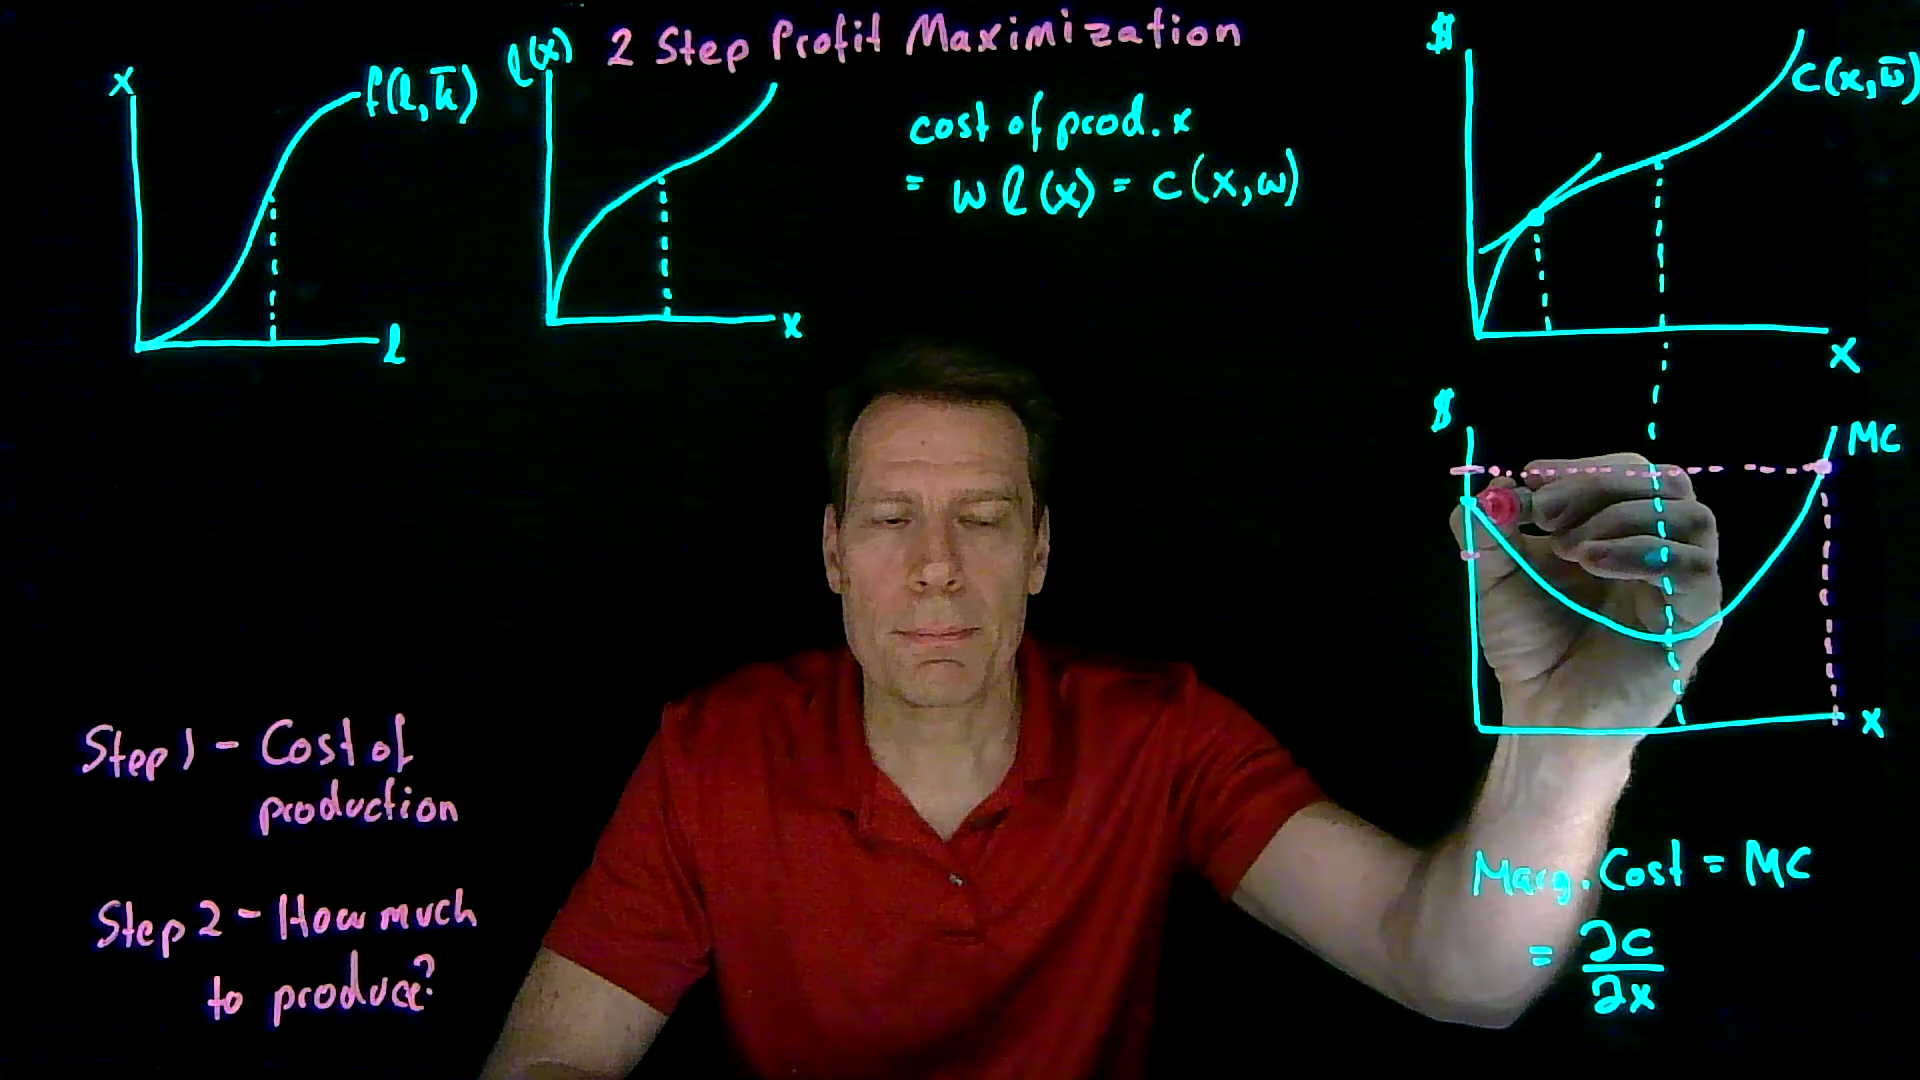 2 Step Profit Maximization
x
f(l, k̄)
l
l(x)
x
cost of prod. x
= w l (x) = c (x, w)
$
c(x, w̄)
x
$
MC
x
Step 1 - Cost of
production
Step 2 - How much
to produce?
Marg. Cost = MC
= ∂c
∂x